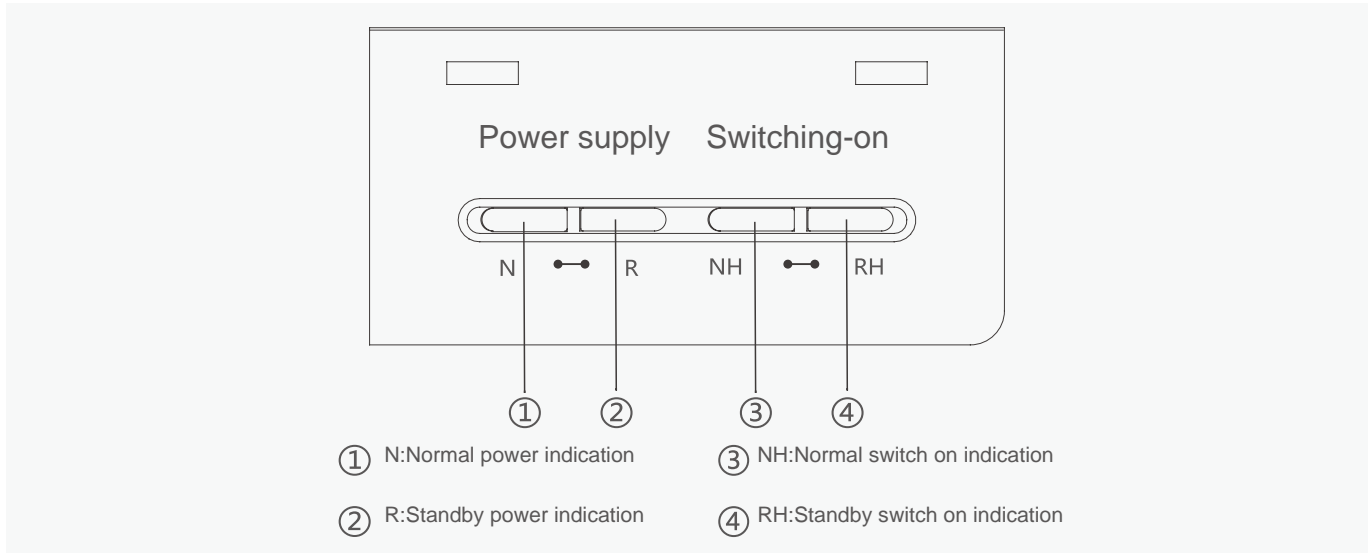 Power supply Switching-on
N R NH RH
① ② ③ ④
① N:Normal power indication ③ NH:Normal switch on indication
② R:Standby power indication ④ RH:Standby switch on indication